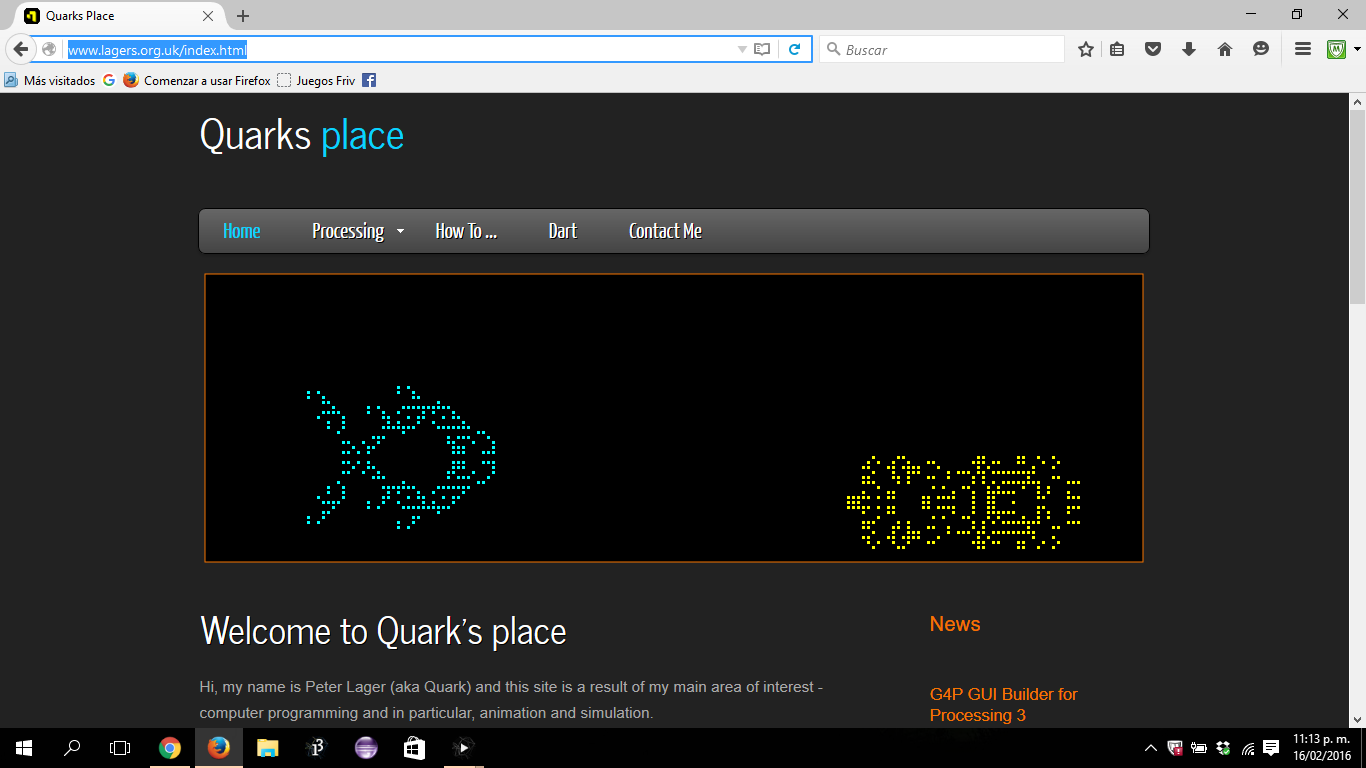 Quarks Place
www.lagers.org.uk/index.html
Buscar
Más visitados
Comenzar a usar Firefox
Juegos Friv
Quarks place
Home
Processing
How To ...
Dart
Contact Me
Welcome to Quark's place
Hi, my name is Peter Lager (aka Quark) and this site is a result of my main area of interest -
computer programming and in particular, animation and simulation.
News
G4P GUI Builder for
Processing 3
11:13 p. m.
16/02/2016